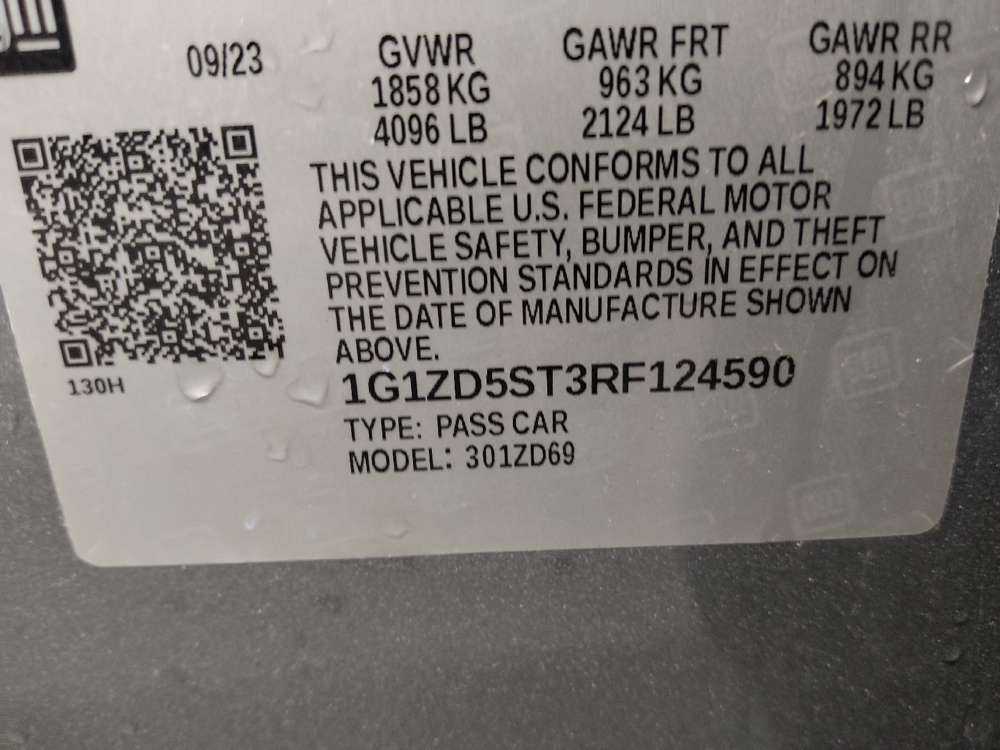 gm
09/23
GVWR GAWR FRT GAWR RR
1858 KG 963 KG 894 KG
4096 LB 2124 LB 1972 LB
THIS VEHICLE CONFORMS TO ALL
APPLICABLE U.S. FEDERAL MOTOR
VEHICLE SAFETY, BUMPER, AND THEFT
PREVENTION STANDARDS IN EFFECT ON
THE DATE OF MANUFACTURE SHOWN
ABOVE.
130H
1G1ZD5ST3RF124590
TYPE: PASS CAR
MODEL: 301ZD69